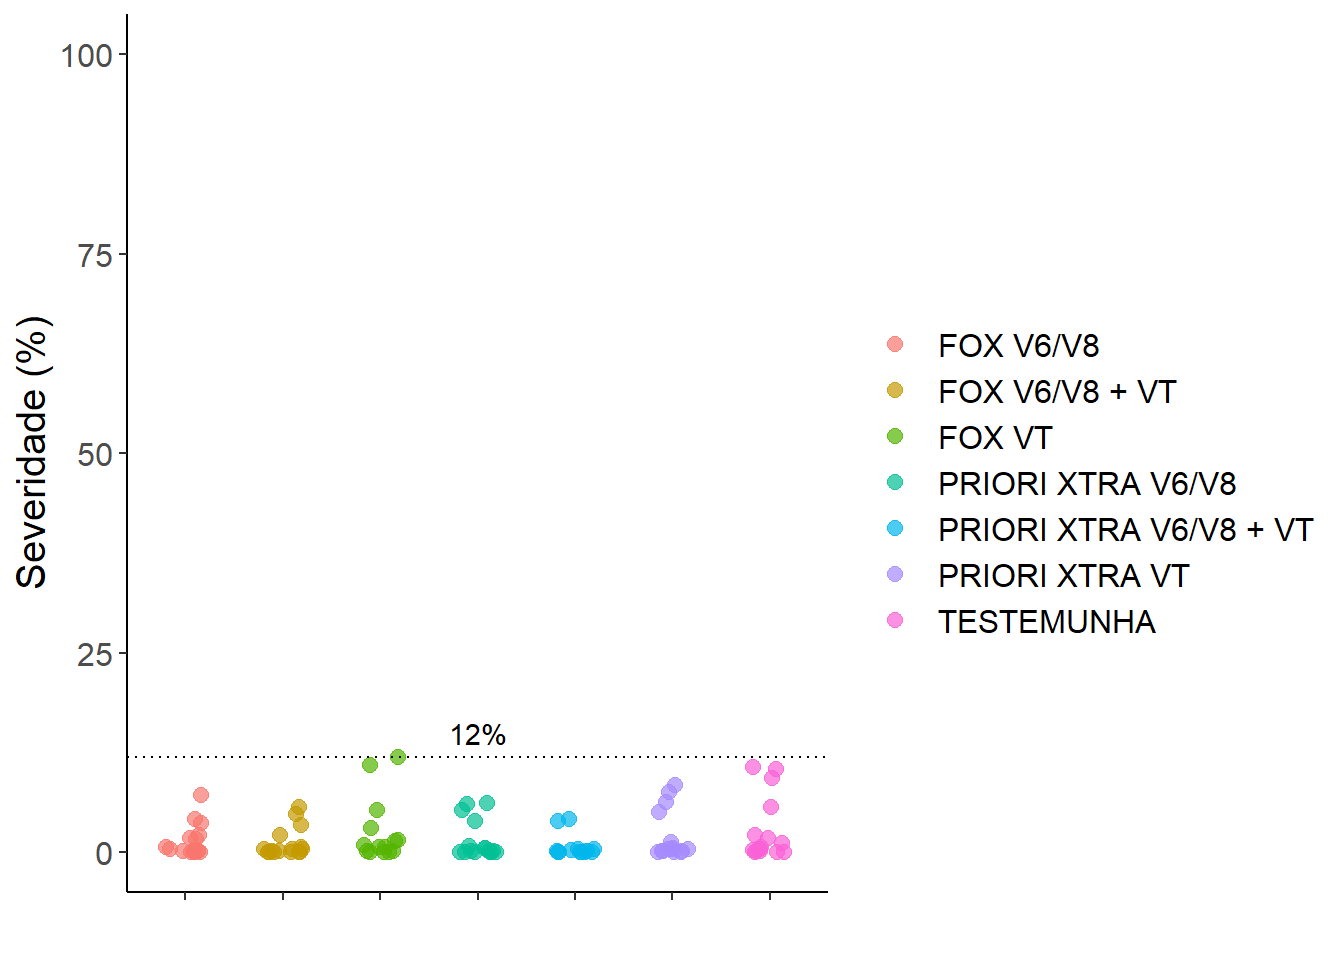 Severidade (%)
100
75
50
25
0
12%
FOX V6/V8
FOX V6/V8 + VT
FOX VT
PRIORI XTRA V6/V8
PRIORI XTRA V6/V8 + VT
PRIORI XTRA VT
TESTEMUNHA